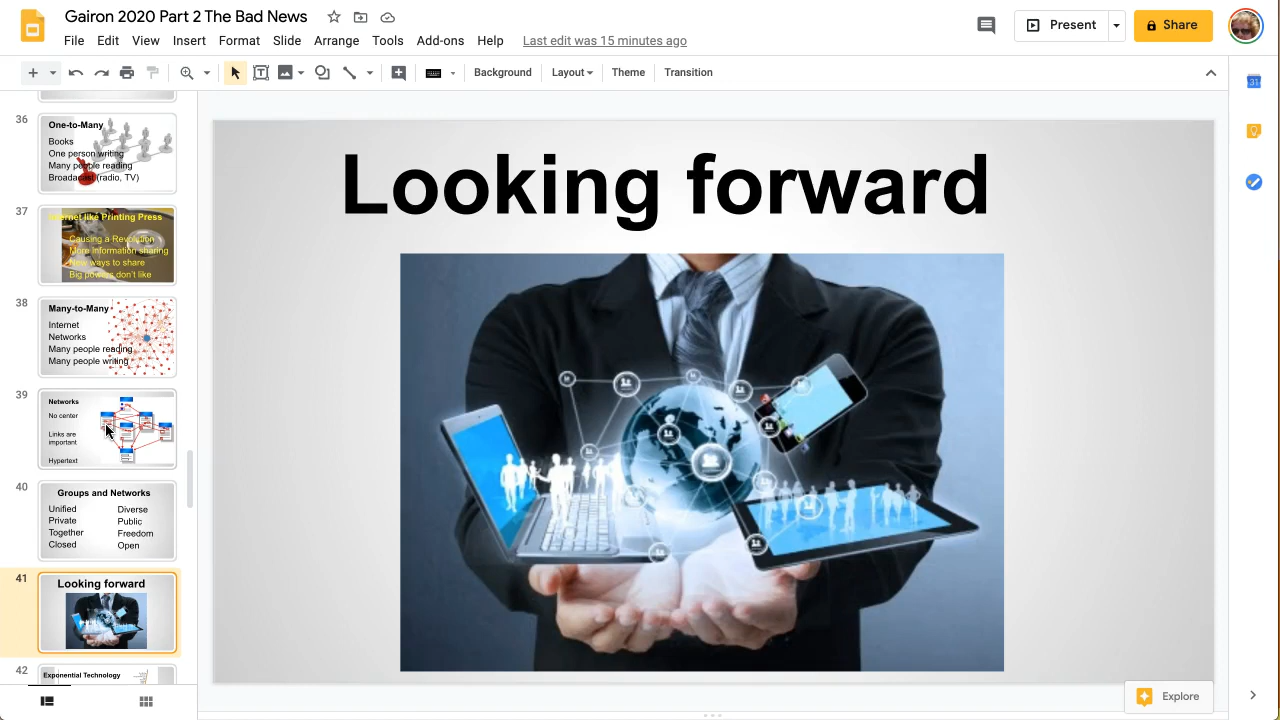 Gairon 2020 Part 2 The Bad News
File Edit View Insert Format Slide Arrange Tools Add-ons Help Last edit was 15 minutes ago
Present
Share
Background Layout Theme Transition
36
One-to-Many
Books
One person writing
Many people reading
Broadcast (radio, TV)
37
Internet like Printing Press
Causing a Revolution
More information sharing
New ways to share
Big powers don't like
38
Many-to-Many
Internet
Networks
Many people reading
Many people writing
39
Networks
No center
Links are
important
Hypertext
40
Groups and Networks
Unified Diverse
Private Public
Together Freedom
Closed Open
41
Looking forward
42
Exponential Technology
Looking forward
Explore
31